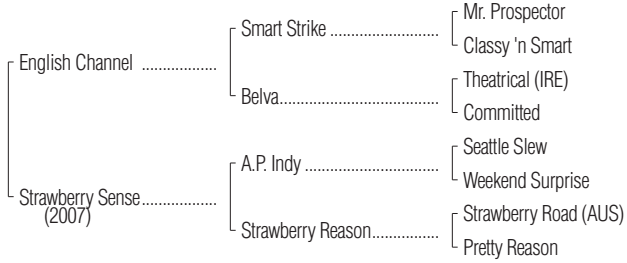 Mr. Prospector
Smart Strike ......................
Classy 'n Smart
English Channel ...............
Theatrical (IRE)
Belva................................
Committed
Seattle Slew
A.P. Indy ...........................
Weekend Surprise
Strawberry Sense...............
(2007)
Strawberry Road (AUS)
Strawberry Reason.............
Pretty Reason